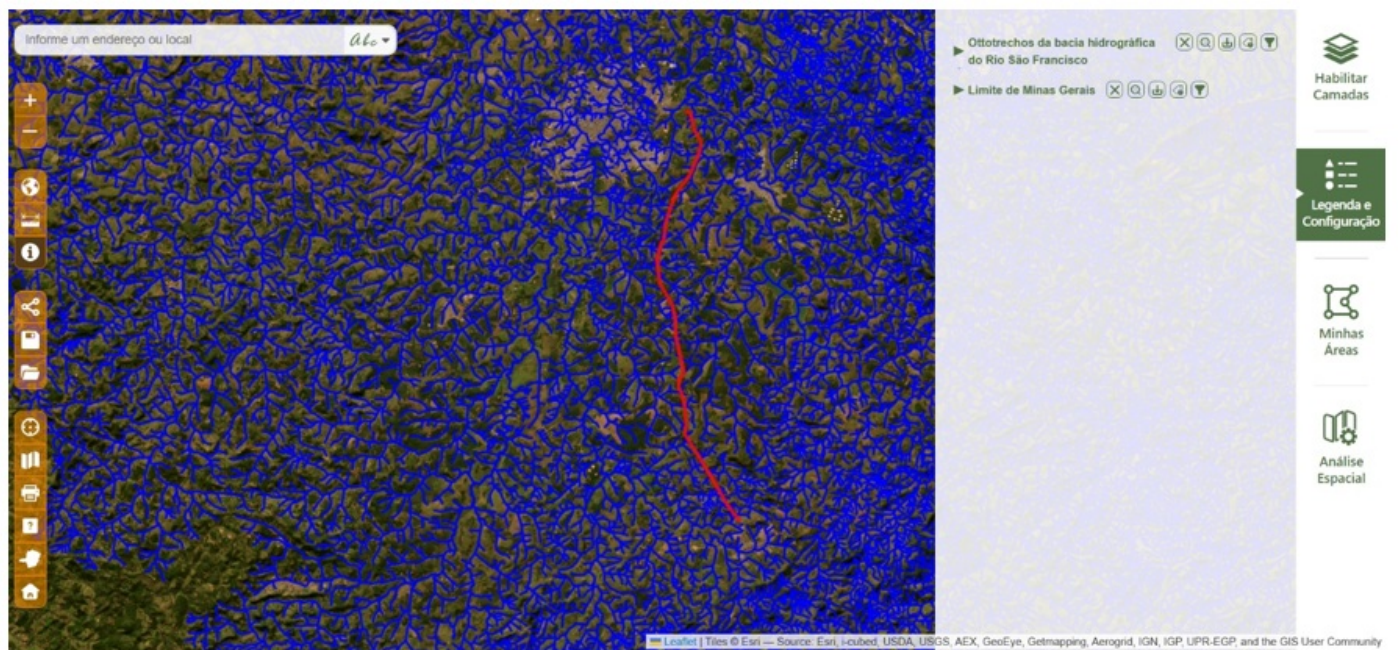 Informe um endereço ou local
Abc
Ottotrechos da bacia hidrográfica
do Rio São Francisco
Limite de Minas Gerais
Habilitar
Camadas
Legenda e
Configuração
Minhas
Áreas
Análise
Espacial
+
−
i
?
Leaflet | Tiles © Esri — Source: Esri, i-cubed, USDA, USGS, AEX, GeoEye, Getmapping, Aerogrid, IGN, IGP, UPR-EGP, and the GIS User Community